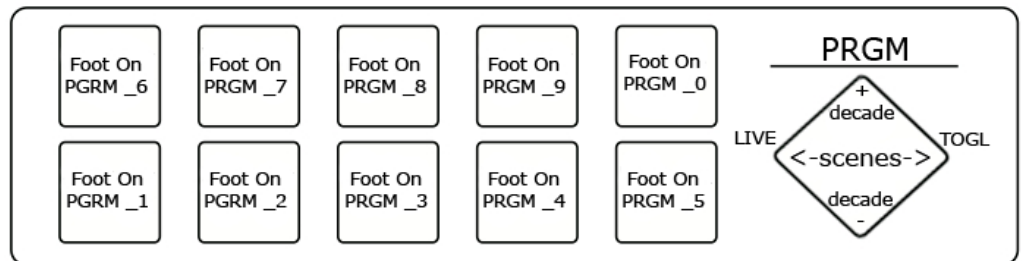 Foot On
PGRM _6
Foot On
PRGM _7
Foot On
PRGM _8
Foot On
PRGM _9
Foot On
PRGM _0
PRGM
+
decade
LIVE
<-scenes->
TOGL
decade
-
Foot On
PGRM _1
Foot On
PGRM _2
Foot On
PRGM _3
Foot On
PRGM _4
Foot On
PRGM _5